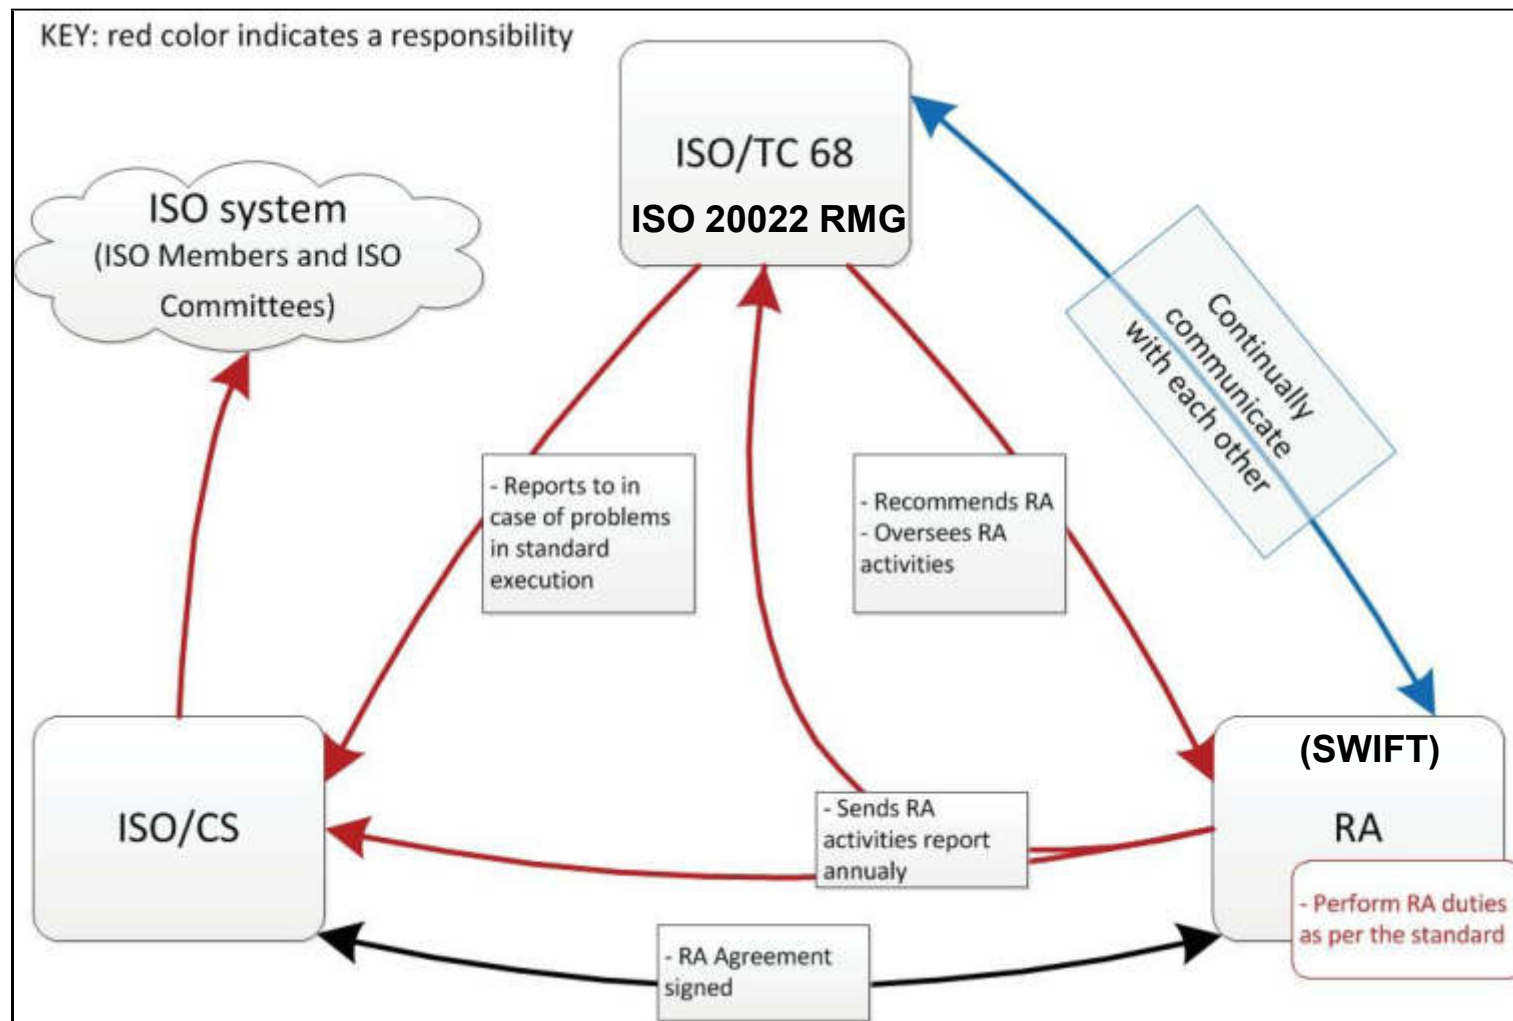 KEY: red color indicates a responsibility
ISO/TC 68
ISO 20022 RMG
ISO system
(ISO Members and ISO
Committees)
Continually
communicate
with each other
- Reports to in
case of problems
in standard
execution
- Recommends RA
- Oversees RA
activities
ISO/CS
- Sends RA
activities report
annualy
(SWIFT)
RA
- Perform RA duties
as per the standard
- RA Agreement
signed